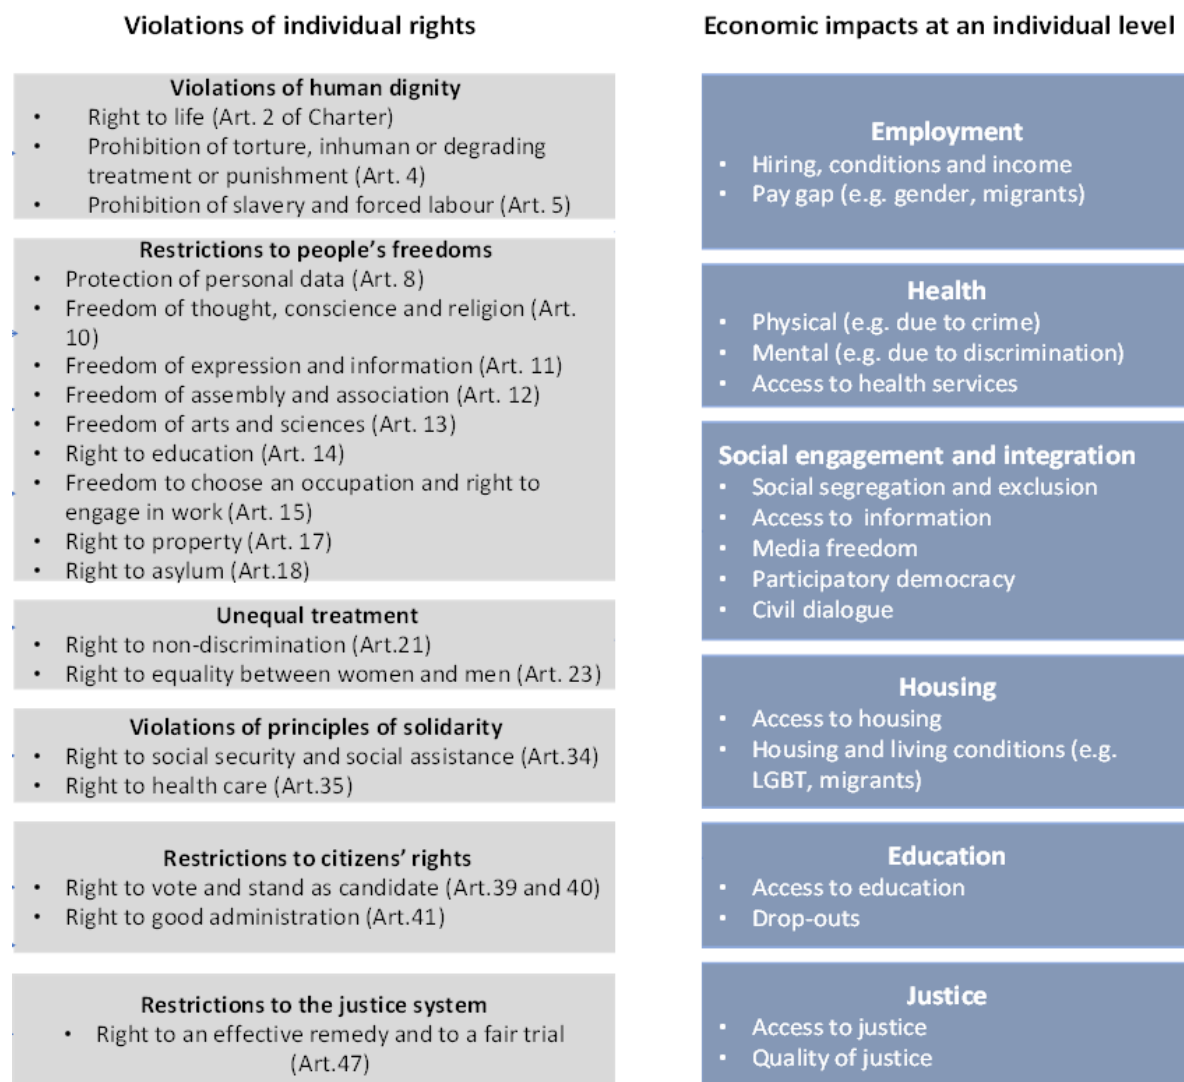 Violations of individual rights
Violations of human dignity
• Right to life (Art. 2 of Charter)
• Prohibition of torture, inhuman or degrading
treatment or punishment (Art. 4)
• Prohibition of slavery and forced labour (Art. 5)
Restrictions to people's freedoms
• Protection of personal data (Art. 8)
• Freedom of thought, conscience and religion (Art.
10)
• Freedom of expression and information (Art. 11)
• Freedom of assembly and association (Art. 12)
• Freedom of arts and sciences (Art. 13)
• Right to education (Art. 14)
• Freedom to choose an occupation and right to
engage in work (Art. 15)
• Right to property (Art. 17)
• Right to asylum (Art.18)
Unequal treatment
• Right to non-discrimination (Art.21)
• Right to equality between women and men (Art. 23)
Violations of principles of solidarity
• Right to social security and social assistance (Art.34)
• Right to health care (Art.35)
Restrictions to citizens' rights
• Right to vote and stand as candidate (Art.39 and 40)
• Right to good administration (Art.41)
Restrictions to the justice system
• Right to an effective remedy and to a fair trial
(Art.47)
Economic impacts at an individual level
Employment
• Hiring, conditions and income
• Pay gap (e.g. gender, migrants)
Health
• Physical (e.g. due to crime)
• Mental (e.g. due to discrimination)
• Access to health services
Social engagement and integration
• Social segregation and exclusion
• Access to information
• Media freedom
• Participatory democracy
• Civil dialogue
Housing
• Access to housing
• Housing and living conditions (e.g.
LGBT, migrants)
Education
• Access to education
• Drop-outs
Justice
• Access to justice
• Quality of justice